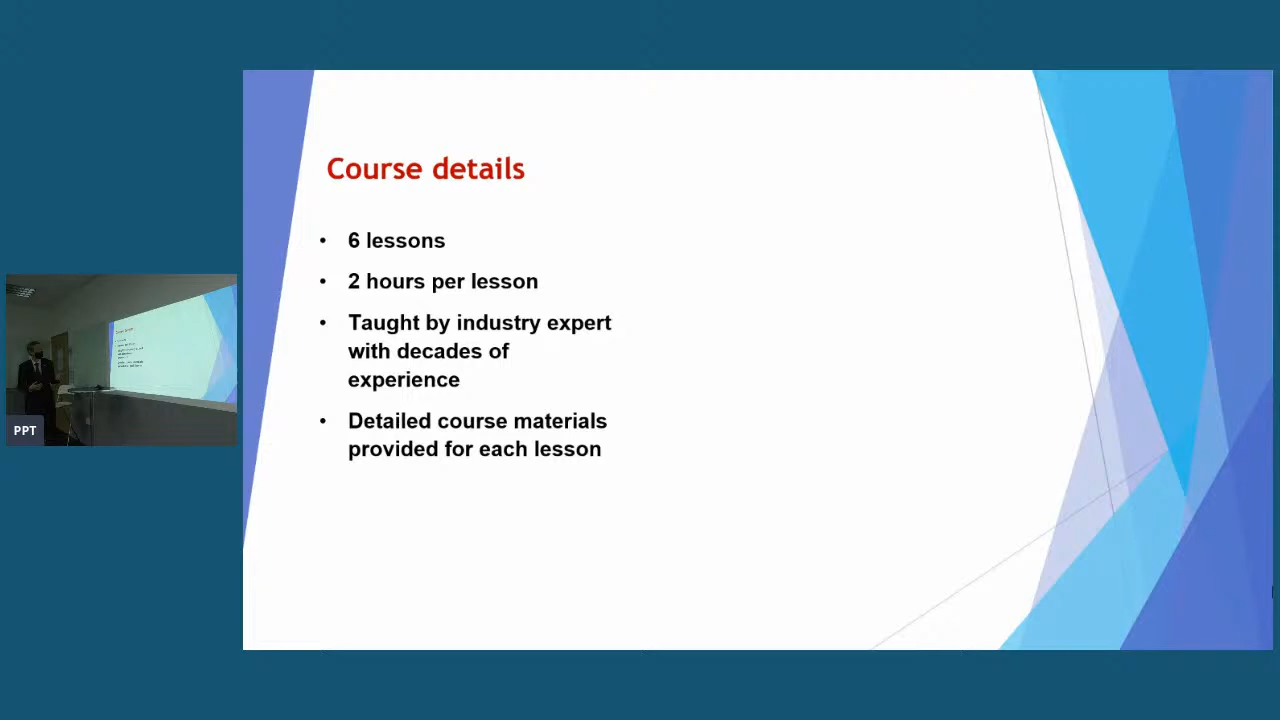 Course details
• 6 lessons
• 2 hours per lesson
• Taught by industry expert
with decades of
experience
• Detailed course materials
provided for each lesson
PPT